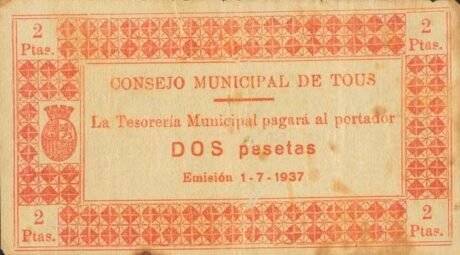 2 Ptas.
2 Ptas.
CONSEJO MUNICIPAL DE TOUS
La Tesorería Municipal pagará al portador
DOS pesetas
Emisión 1-7-1937
2 Ptas.
2 Ptas.